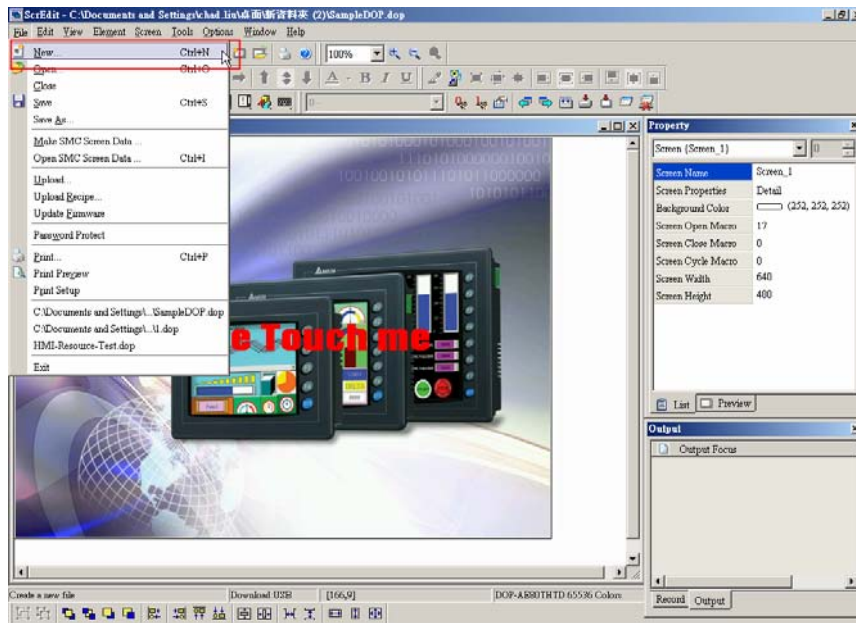 ScrEdit - C:\Documents and Settings\chad.liu\桌面\新資料夾 (2)\SampleDOP.dop
File Edit View Element Screen Tools Options Window Help
New... Ctrl+N
Open... Ctrl+O
Close
Save Ctrl+S
Save As...
Make SMC Screen Data ...
Open SMC Screen Data ... Ctrl+I
Upload...
Upload Recipe...
Update Firmware
Password Protect
Print... Ctrl+P
Print Preview
Print Setup
C:\Documents and Settings\...\SampleDOP.dop
C:\Documents and Settings\...\1.dop
HMI-Resource-Test.dop
Exit
100%
A - B I U
e Touch me
Property
Screen {Screen_1} 0
Screen Name Screen_1
Screen Properties Detail
Background Color (252, 252, 252)
Screen Open Macro 17
Screen Close Macro 0
Screen Cycle Macro 0
Screen Width 640
Screen Height 480
List Preview
Output
Output Focus
Record Output
Create a new file Download USB [166,9] DOP-AE80THTD 65536 Colors